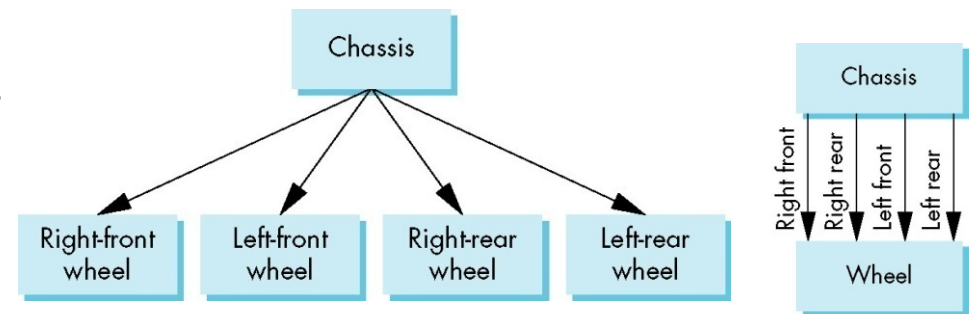 Chassis
Right-front
wheel
Left-front
wheel
Right-rear
wheel
Left-rear
wheel
Chassis
Right front
Right rear
Left front
Left rear
Wheel